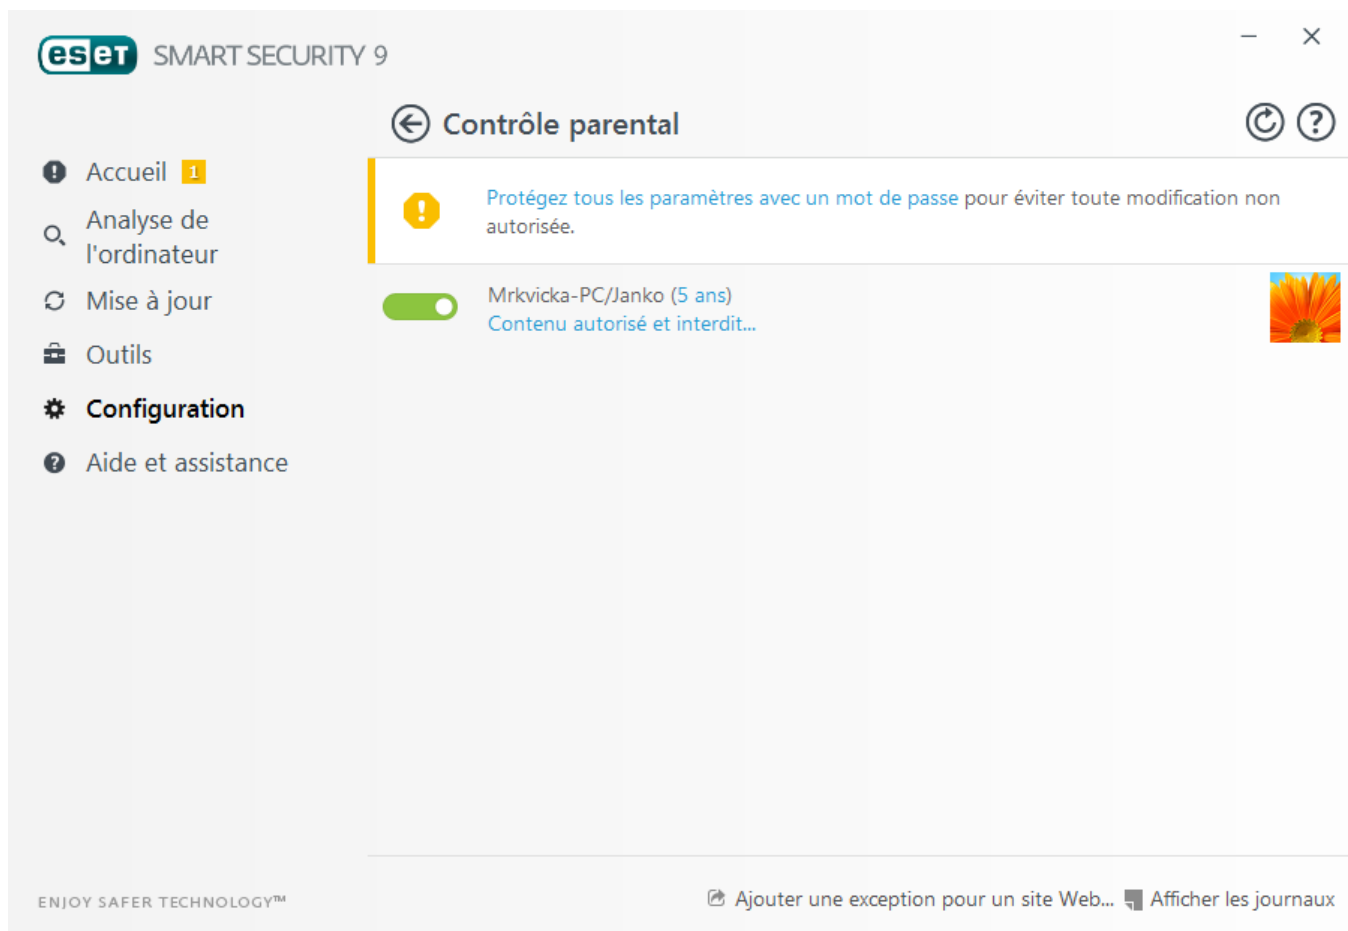 eset SMART SECURITY 9
Contrôle parental
Accueil 1
Analyse de
l'ordinateur
Mise à jour
Outils
Configuration
Aide et assistance
Protégez tous les paramètres avec un mot de passe pour éviter toute modification non
autorisée.
Mrkvicka-PC/Janko (5 ans)
Contenu autorisé et interdit...
ENJOY SAFER TECHNOLOGY™
Ajouter une exception pour un site Web... Afficher les journaux